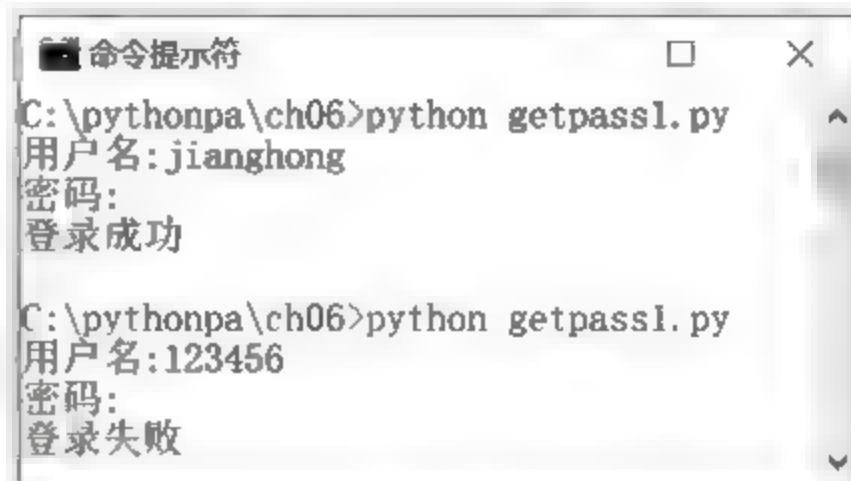 命令提示符
C:\pythonpa\ch06>python getpass1.py
用户名:jianghong
密码:
登录成功
C:\pythonpa\ch06>python getpass1.py
用户名:123456
密码:
登录失败